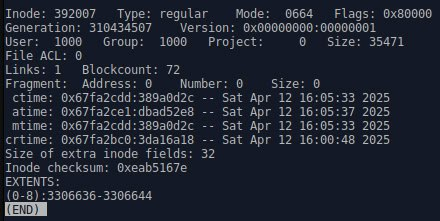 Inode: 392007   Type: regular    Mode:  0664   Flags: 0x80000
Generation: 310434507    Version: 0x00000000:00000001
User:  1000   Group:  1000   Project:     0   Size: 35471
File ACL: 0
Links: 1   Blockcount: 72
Fragment:  Address: 0    Number: 0    Size: 0
 ctime: 0x67fa2cdd:389a0d2c -- Sat Apr 12 16:05:33 2025
 atime: 0x67fa2ce1:dbad52e8 -- Sat Apr 12 16:05:37 2025
 mtime: 0x67fa2cdd:389a0d2c -- Sat Apr 12 16:05:33 2025
crtime: 0x67fa2bc0:3da16a18 -- Sat Apr 12 16:00:48 2025
Size of extra inode fields: 32
Inode checksum: 0xeab5167e
EXTENTS:
(0-8):3306636-3306644
(END)